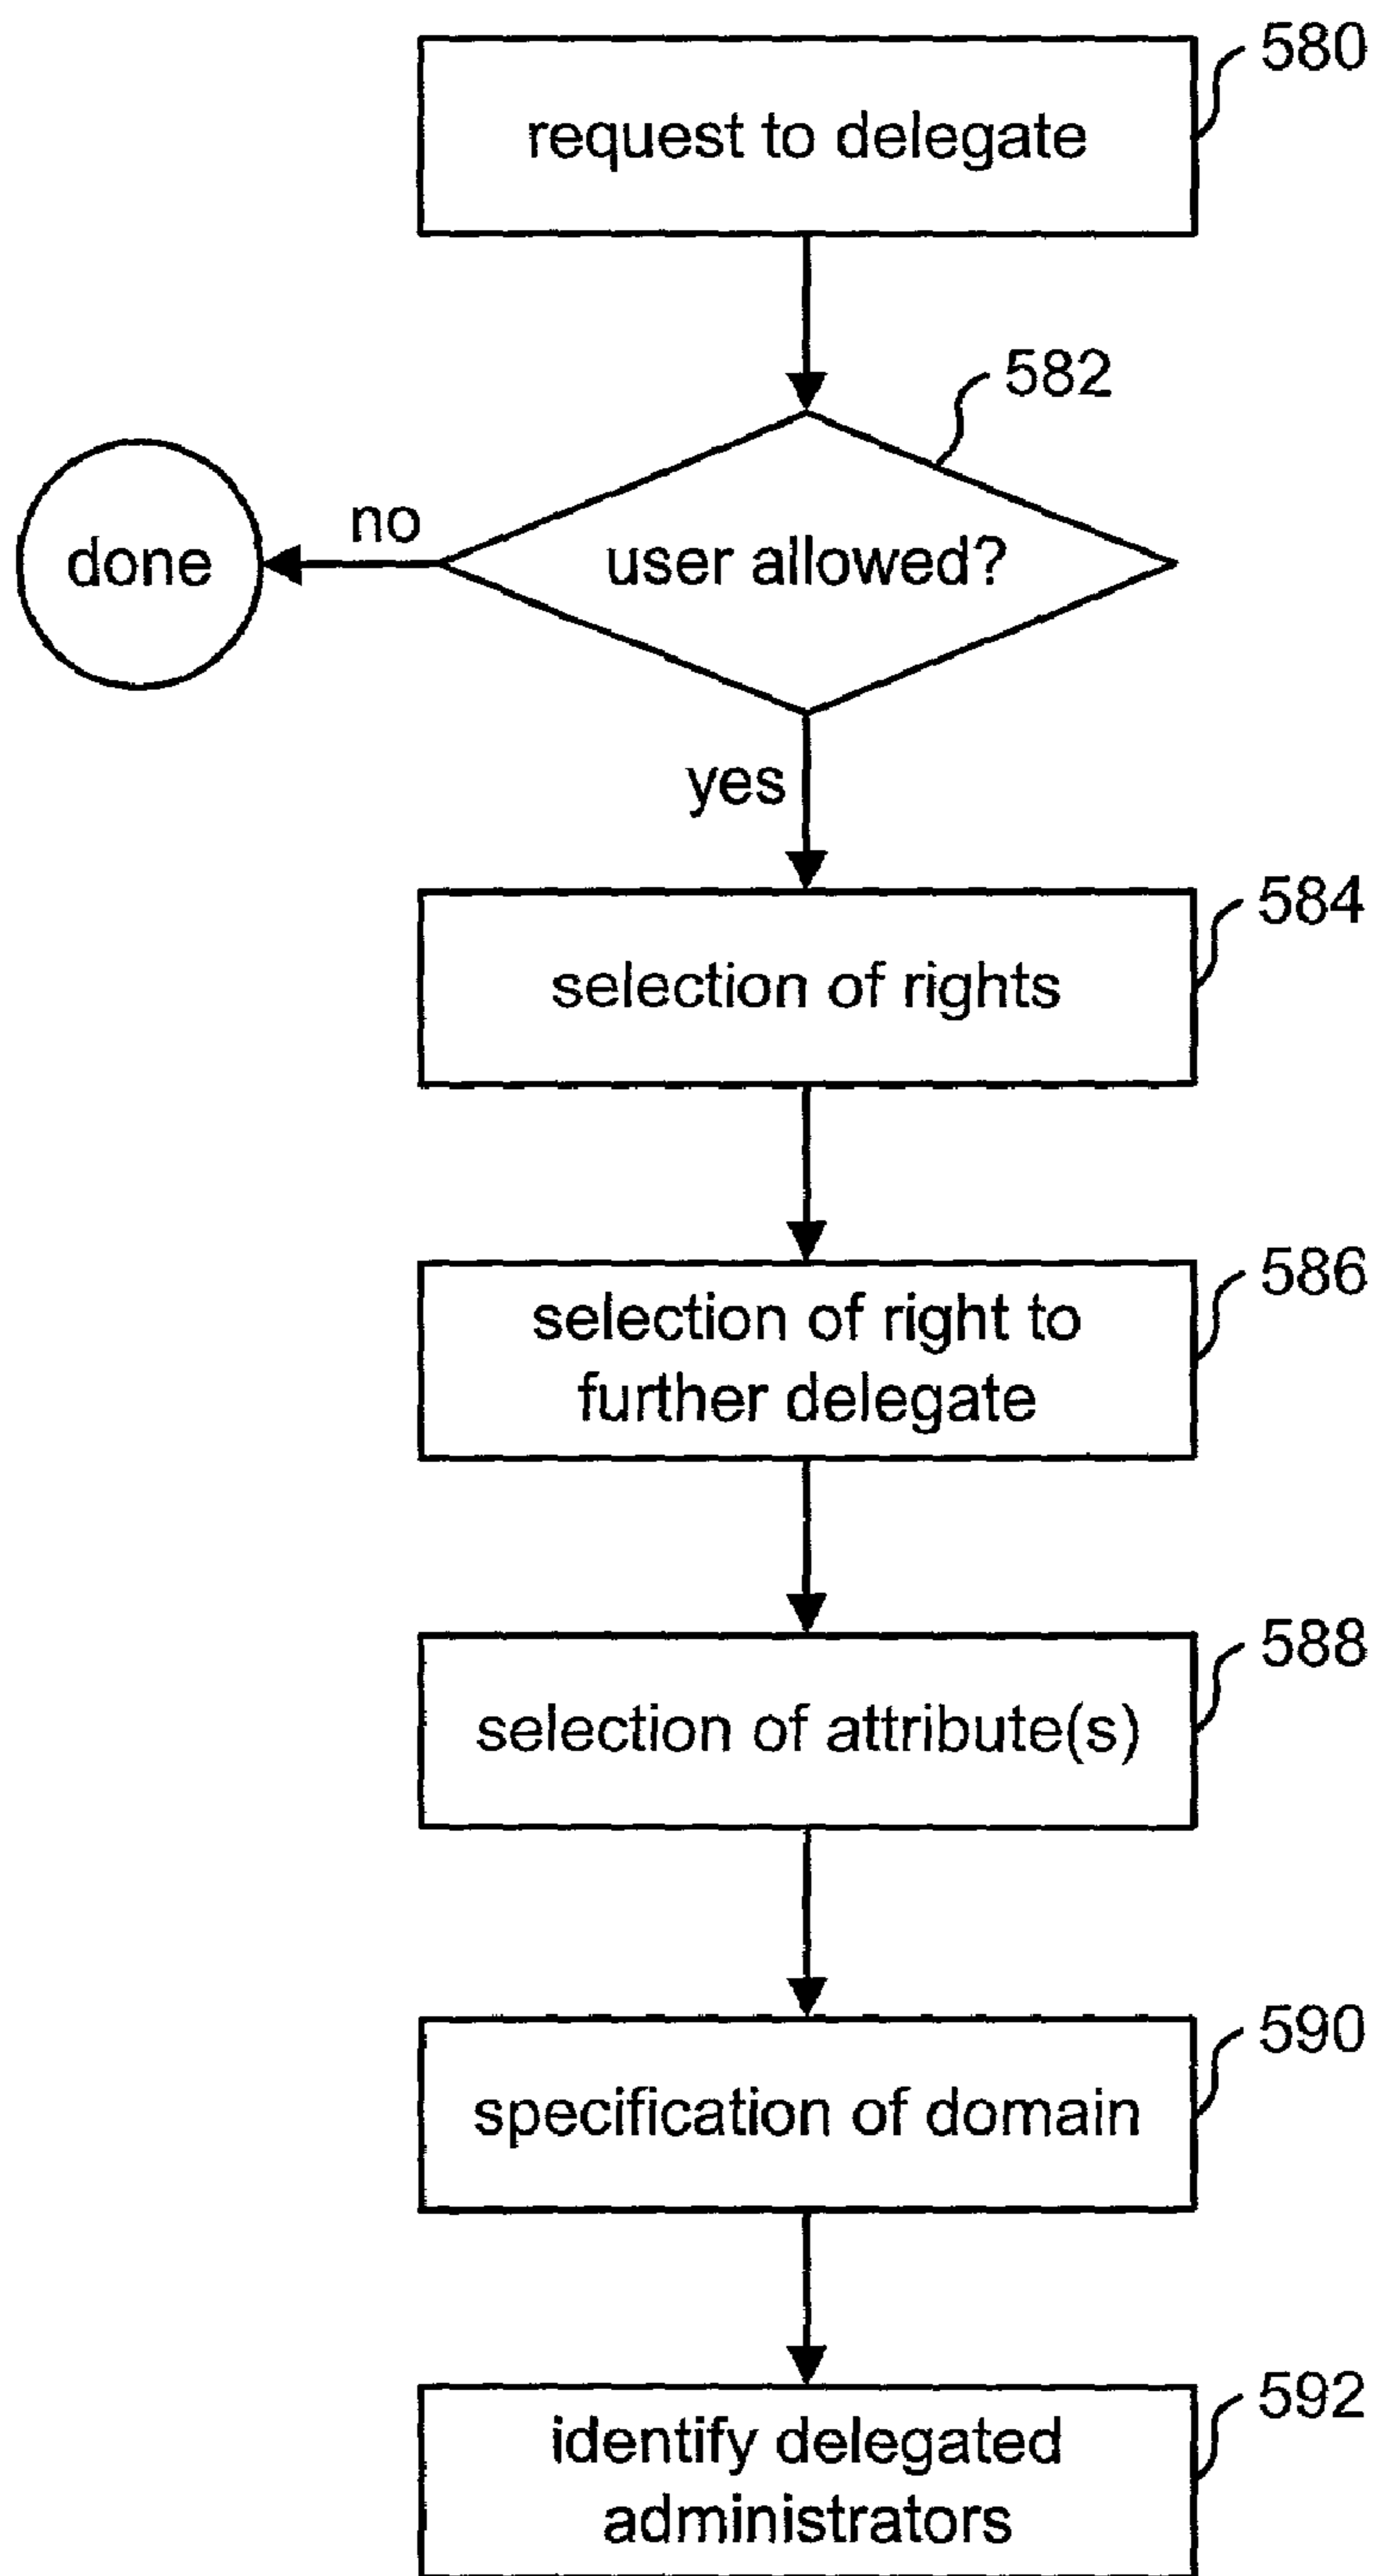 580
request to delegate
582
no
done
user allowed?
yes
584
selection of rights
586
selection of right to
further delegate
588
selection of attribute(s)
590
specification of domain
592
identify delegated
administrators